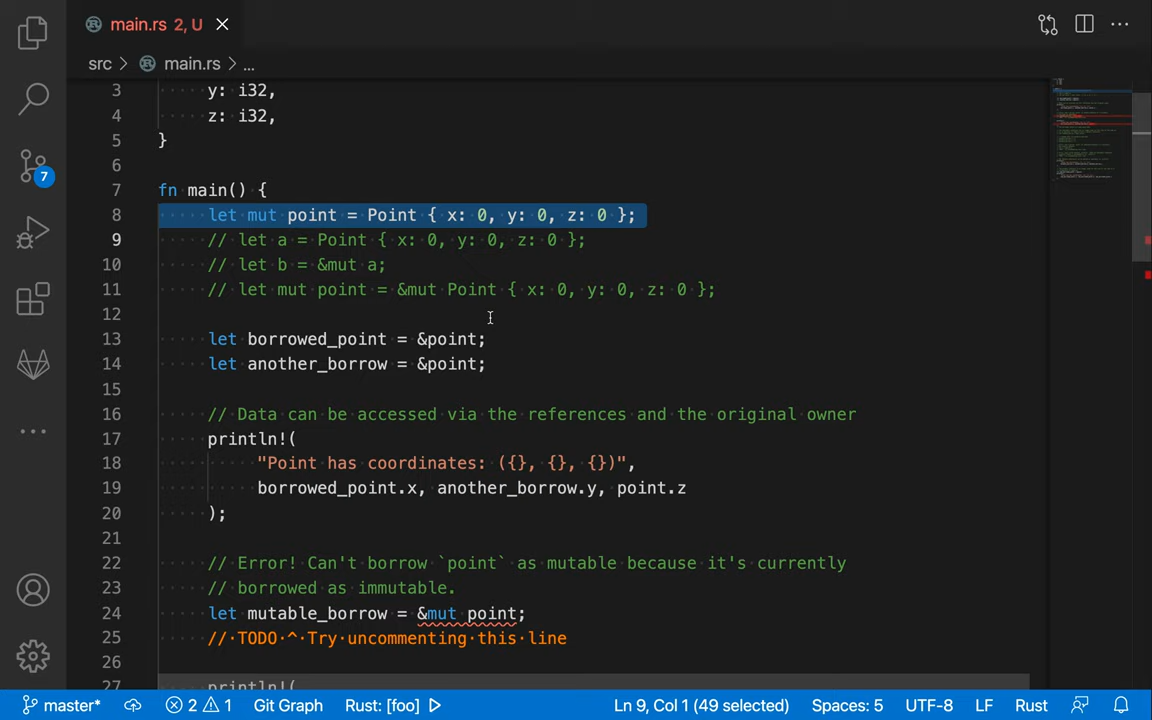 main.rs 2, U
src > main.rs > ...
3 y: i32,
4 z: i32,
5 }
6
7 fn main() {
8 let mut point = Point { x: 0, y: 0, z: 0 };
9 // let a = Point { x: 0, y: 0, z: 0 };
10 // let b = &mut a;
11 // let mut point = &mut Point { x: 0, y: 0, z: 0 };
12
13 let borrowed_point = &point;
14 let another_borrow = &point;
15
16 // Data can be accessed via the references and the original owner
17 println!(
18 "Point has coordinates: ({}, {}, {})",
19 borrowed_point.x, another_borrow.y, point.z
20 );
21
22 // Error! Can't borrow `point` as mutable because it's currently
23 // borrowed as immutable.
24 let mutable_borrow = &mut point;
25 // TODO ^ Try uncommenting this line
26
27 println!(
7
master* 2 1 Git Graph Rust: [foo] Ln 9, Col 1 (49 selected) Spaces: 5 UTF-8 LF Rust